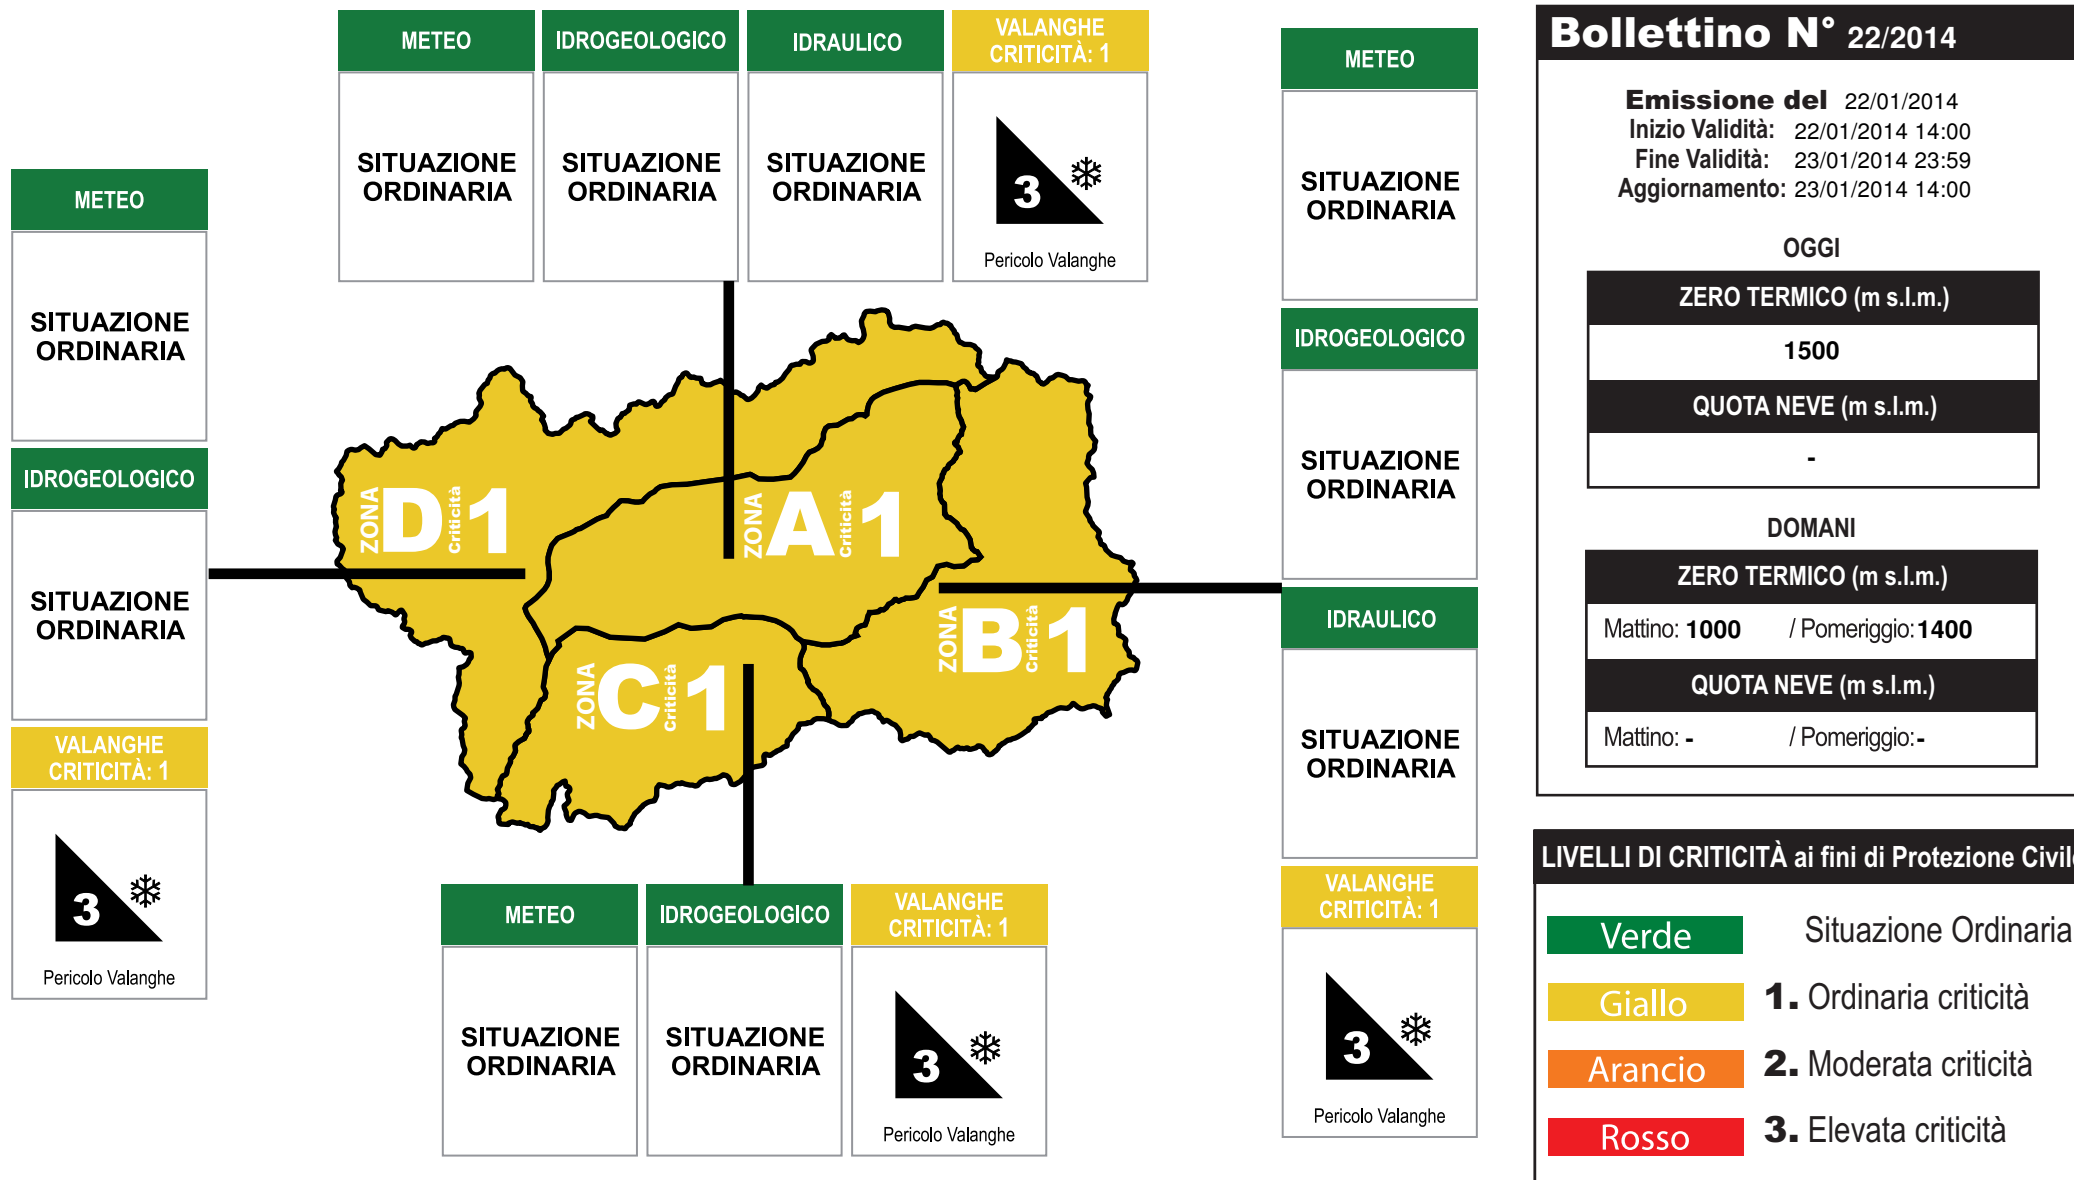 METEO
IDROGEOLOGICO
IDRAULICO
VALANGHE
CRITICITÀ: 1
SITUAZIONE
ORDINARIA
SITUAZIONE
ORDINARIA
SITUAZIONE
ORDINARIA
3
Pericolo Valanghe
METEO
SITUAZIONE
ORDINARIA
IDROGEOLOGICO
SITUAZIONE
ORDINARIA
VALANGHE
CRITICITÀ: 1
3
Pericolo Valanghe
ZONA D Criticità 1
ZONA A Criticità 1
ZONA B Criticità 1
ZONA C Criticità 1
METEO
IDROGEOLOGICO
VALANGHE
CRITICITÀ: 1
SITUAZIONE
ORDINARIA
SITUAZIONE
ORDINARIA
3
Pericolo Valanghe
METEO
SITUAZIONE
ORDINARIA
IDROGEOLOGICO
SITUAZIONE
ORDINARIA
IDRAULICO
SITUAZIONE
ORDINARIA
VALANGHE
CRITICITÀ: 1
3
Pericolo Valanghe
Bollettino N° 22/2014
Emissione del 22/01/2014
Inizio Validità: 22/01/2014 14:00
Fine Validità: 23/01/2014 23:59
Aggiornamento: 23/01/2014 14:00
OGGI
ZERO TERMICO (m s.l.m.)
1500
QUOTA NEVE (m s.l.m.)
-
DOMANI
ZERO TERMICO (m s.l.m.)
Mattino: 1000 / Pomeriggio: 1400
QUOTA NEVE (m s.l.m.)
Mattino: - / Pomeriggio: -
LIVELLI DI CRITICITÀ ai fini di Protezione Civile
Verde Situazione Ordinaria
Giallo 1. Ordinaria criticità
Arancio 2. Moderata criticità
Rosso 3. Elevata criticità